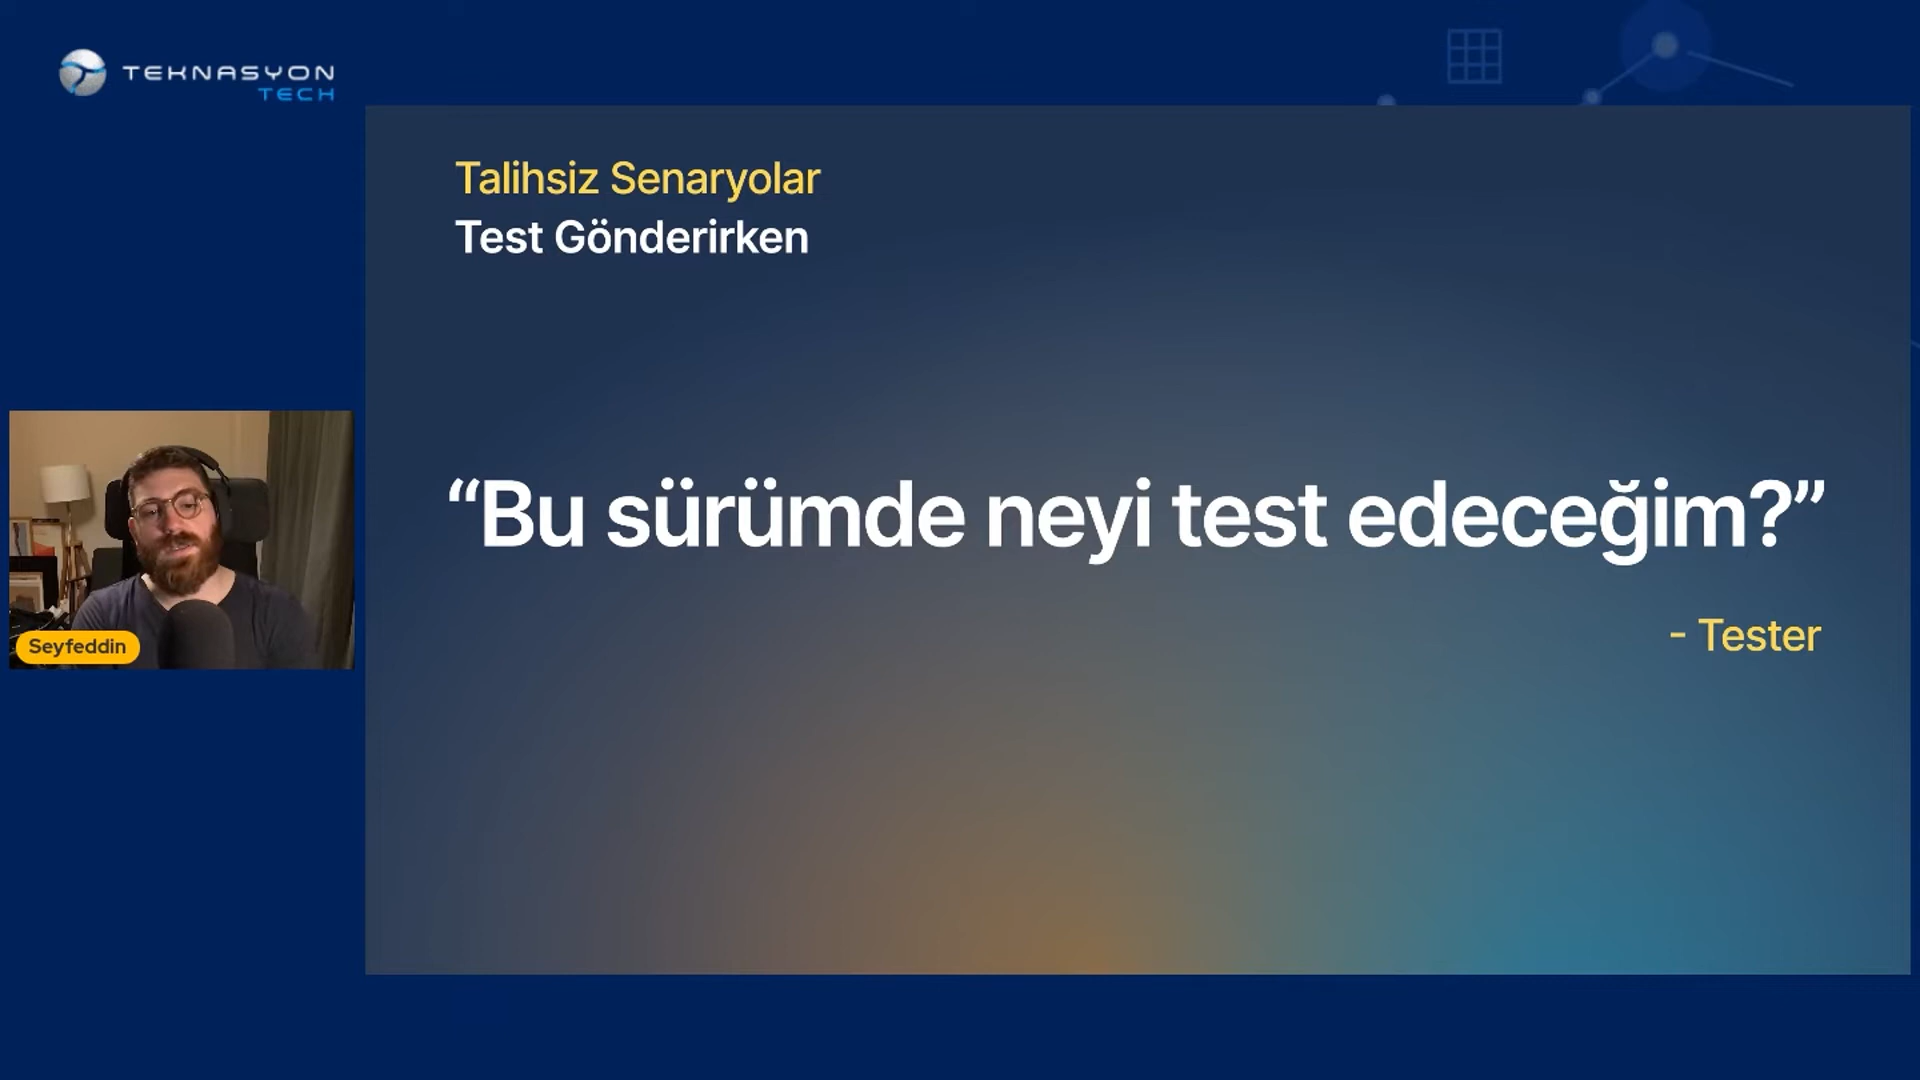 TEKNASYON
TECH
Talihsiz Senaryolar
Test Gönderirken
“Bu sürümde neyi test edeceğim?”
- Tester
Seyfeddin